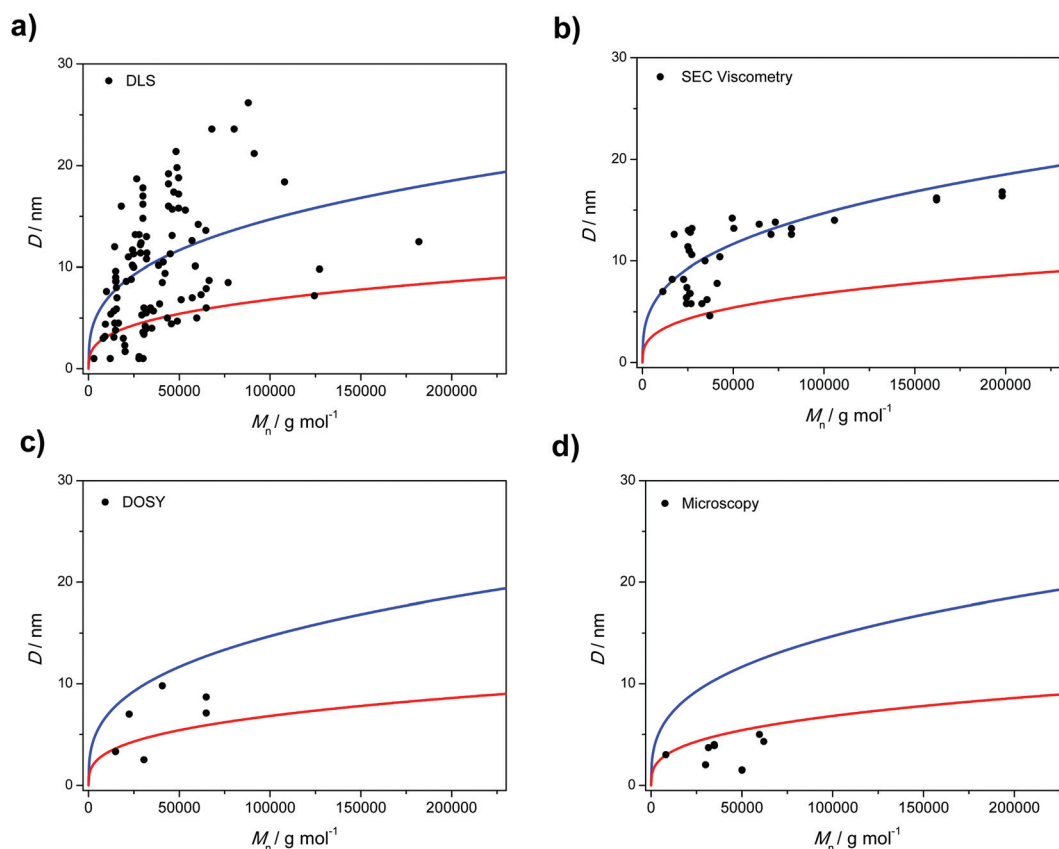 a)
30
20
10
0
D / nm
DLS
0
50000
100000
150000
200000
Mn / g mol-1
b)
30
20
10
0
D / nm
SEC Viscometry
0
50000
100000
150000
200000
Mn / g mol-1
c)
30
20
10
0
D / nm
DOSY
0
50000
100000
150000
200000
Mn / g mol-1
d)
30
20
10
0
D / nm
Microscopy
0
50000
100000
150000
200000
Mn / g mol-1